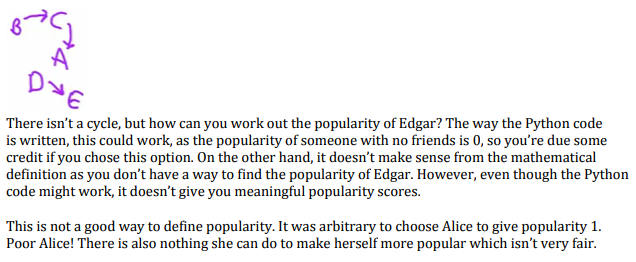 B → C
A
D → E
There isn't a cycle, but how can you work out the popularity of Edgar? The way the Python code
is written, this could work, as the popularity of someone with no friends is 0, so you're due some
credit if you chose this option. On the other hand, it doesn't make sense from the mathematical
definition as you don't have a way to find the popularity of Edgar. However, even though the Python
code might work, it doesn't give you meaningful popularity scores.
This is not a good way to define popularity. It was arbitrary to choose Alice to give popularity 1.
Poor Alice! There is also nothing she can do to make herself more popular which isn't very fair.